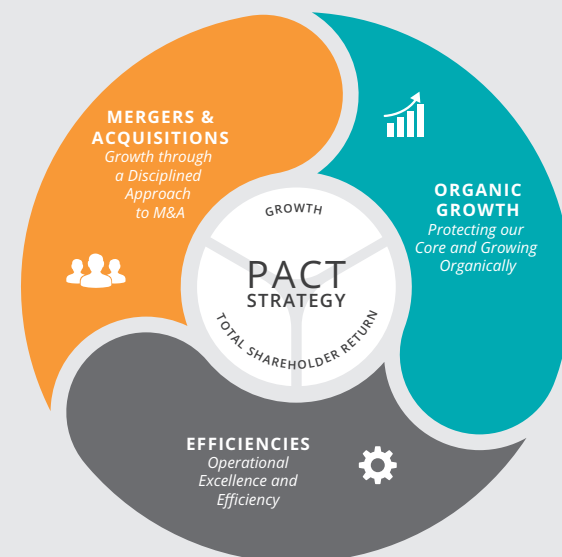 MERGERS &
ACQUISITIONS
Growth through
a Disciplined
Approach
to M&A
ORGANIC
GROWTH
Protecting our
Core and Growing
Organically
GROWTH
PACT
STRATEGY
TOTAL SHAREHOLDER RETURN
EFFICIENCIES
Operational
Excellence and
Efficiency